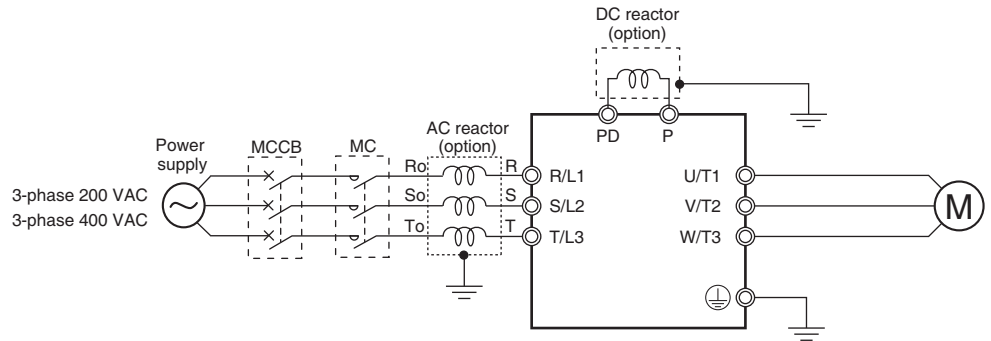 DC reactor
(option)
PD
P
AC reactor
(option)
Power
supply
MCCB
MC
3-phase 200 VAC
3-phase 400 VAC
Ro
R
R/L1
U/T1
So
S
S/L2
V/T2
M
To
T
T/L3
W/T3